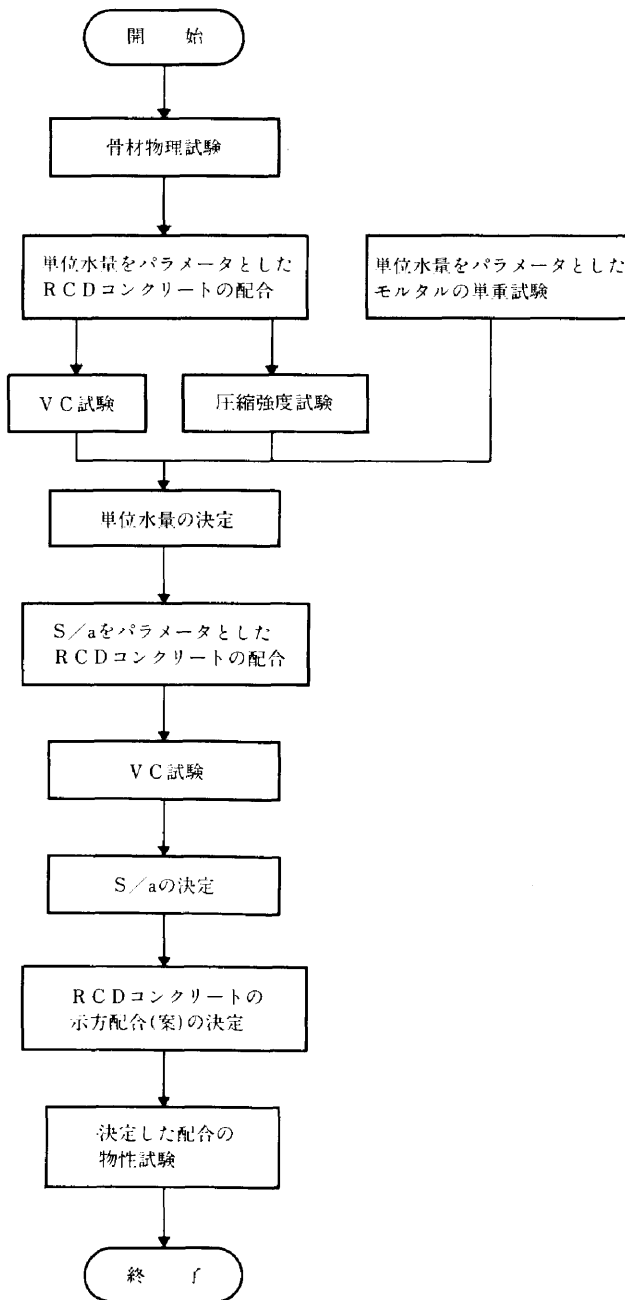 開 始
骨材物理試験
単位水量をパラメータとした
RCDコンクリートの配合
単位水量をパラメータとした
モルタルの単重試験
VC試験
圧縮強度試験
単位水量の決定
S/aをパラメータとした
RCDコンクリートの配合
VC試験
S/aの決定
RCDコンクリートの
示方配合(案)の決定
決定した配合の
物性試験
終 了